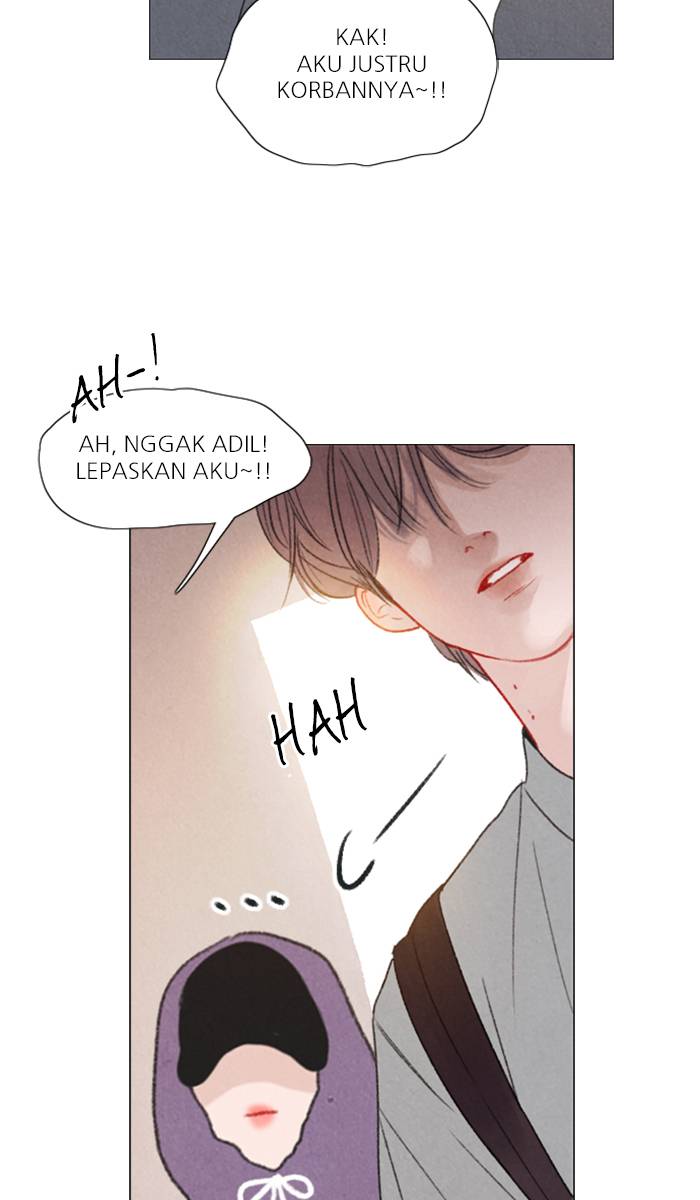 KAK!
AKU JUSTRU
KORBANNYA~!!
AH-!
AH, NGGAK ADIL!
LEPASKAN AKU~!!
HAH
...